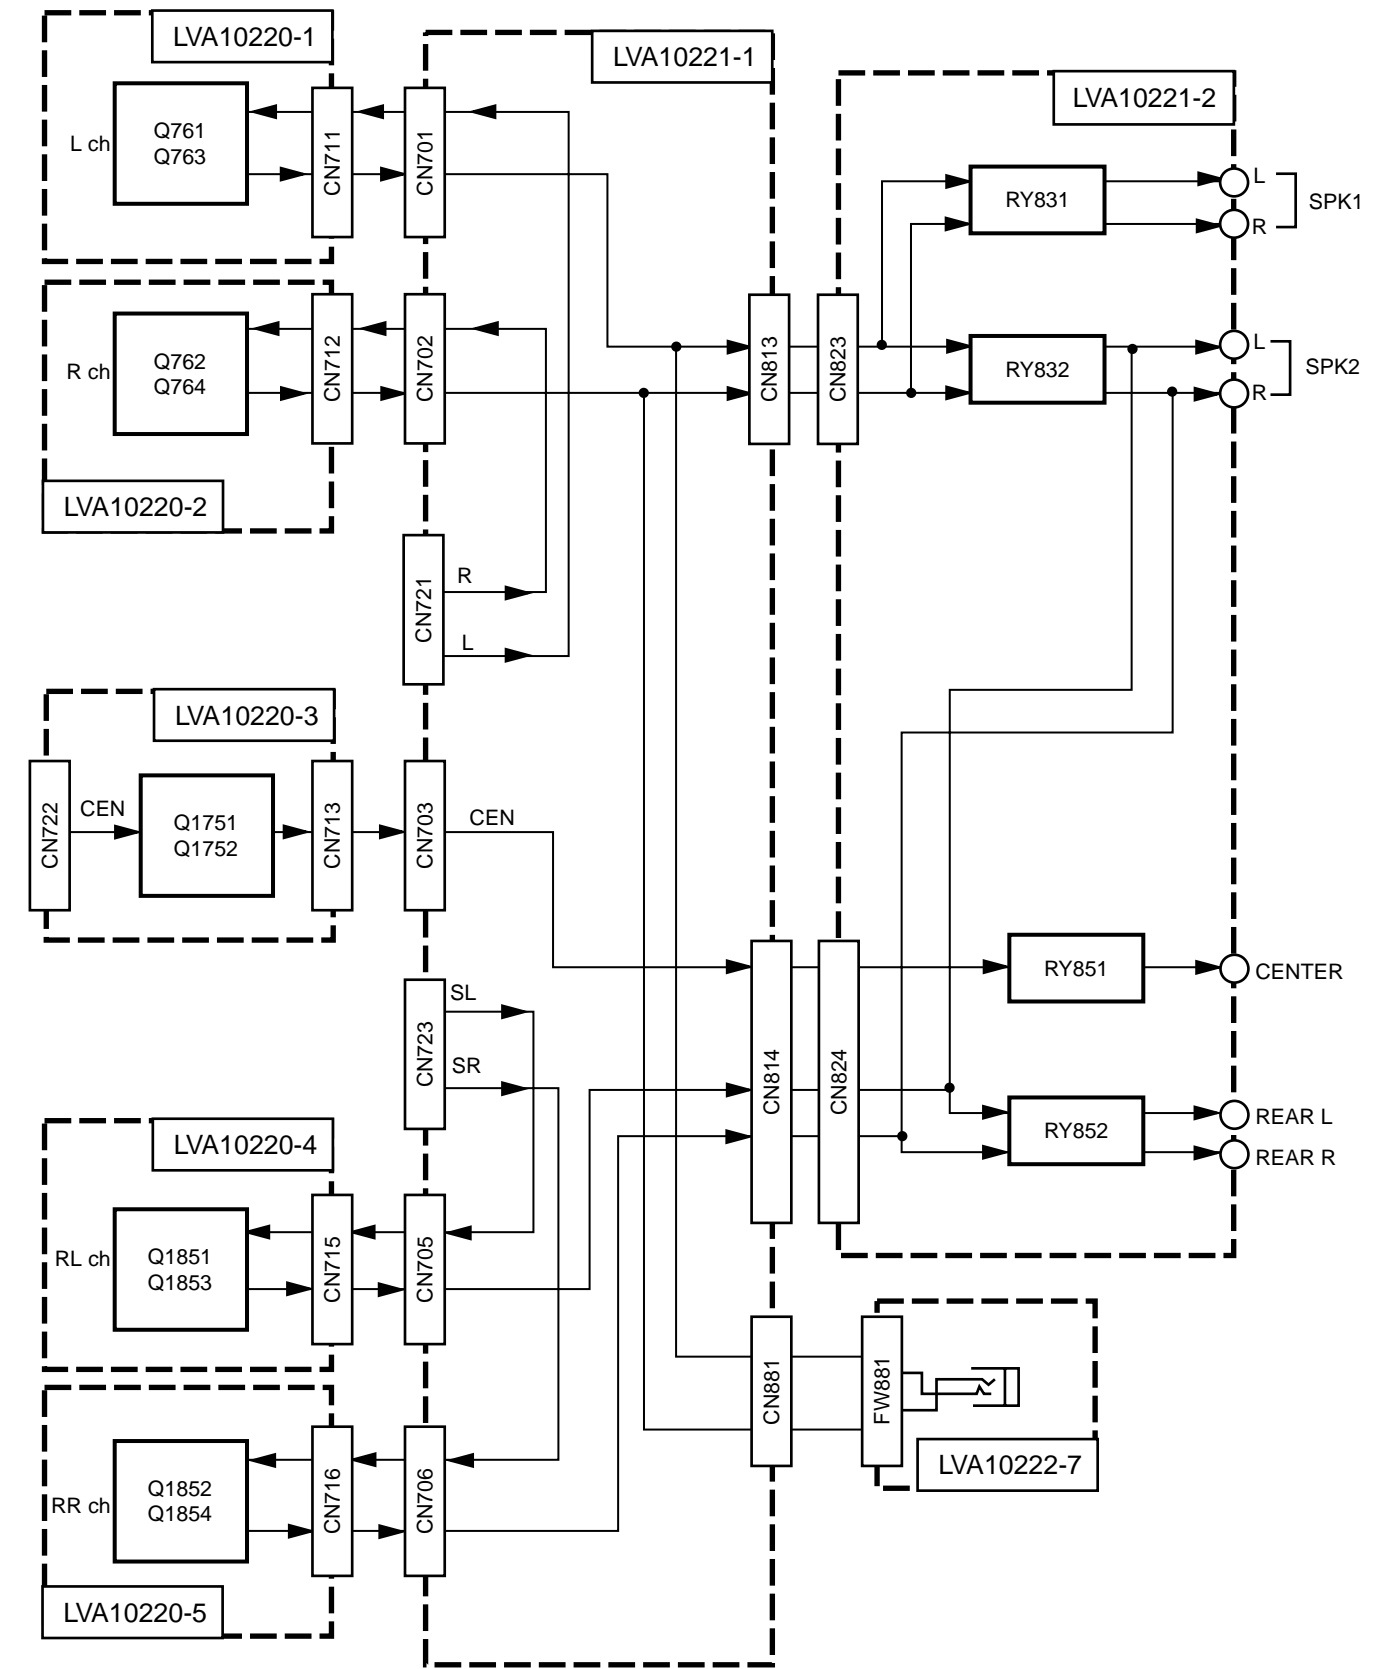 LVA10220-1
LVA10221-1
LVA10221-2
L ch
Q761
Q763
CN711
CN701
RY831
L
R
SPK1
R ch
Q762
Q764
CN712
CN702
CN813
CN823
RY832
L
R
SPK2
LVA10220-2
CN721
R
L
LVA10220-3
CN722
CEN
Q1751
Q1752
CN713
CN703
CEN
CN723
SL
SR
CN814
CN824
RY851
CENTER
RY852
REAR L
REAR R
LVA10220-4
RL ch
Q1851
Q1853
CN715
CN705
CN881
FW881
LVA10222-7
RR ch
Q1852
Q1854
CN716
CN706
LVA10220-5